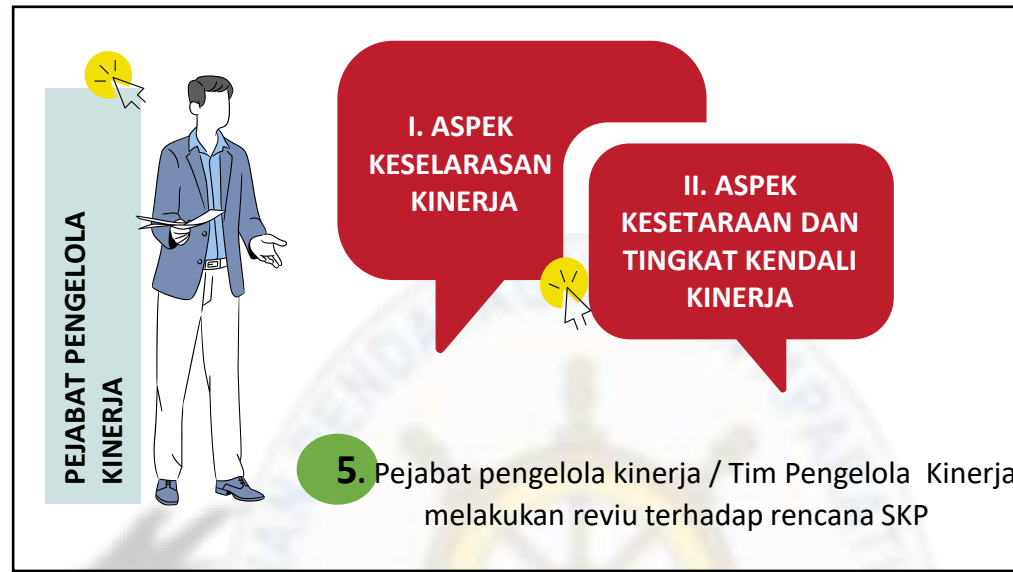 PEJABAT PENGELOLA
KINERJA
I. ASPEK
KESELARASAN
KINERJA
II. ASPEK
KESETARAAN DAN
TINGKAT KENDALI
KINERJA
5. Pejabat pengelola kinerja / Tim Pengelola Kinerja
melakukan reviu terhadap rencana SKP